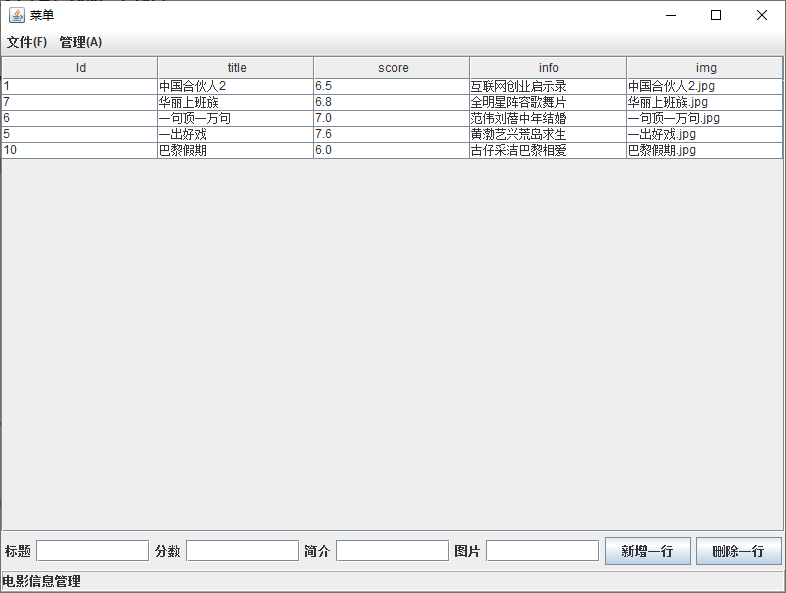 菜单
文件(F) 管理(A)
Id title score info img
1 中国合伙人2 6.5 互联网创业启示录 中国合伙人2.jpg
7 华丽上班族 6.8 全明星阵容歌舞片 华丽上班族.jpg
6 一句顶一万句 7.0 范伟刘蓓中年结婚 一句顶一万句.jpg
5 一出好戏 7.6 黄渤艺兴荒岛求生 一出好戏.jpg
10 巴黎假期 6.0 古仔采洁巴黎相爱 巴黎假期.jpg
标题 分数 简介 图片 新增一行 删除一行
电影信息管理